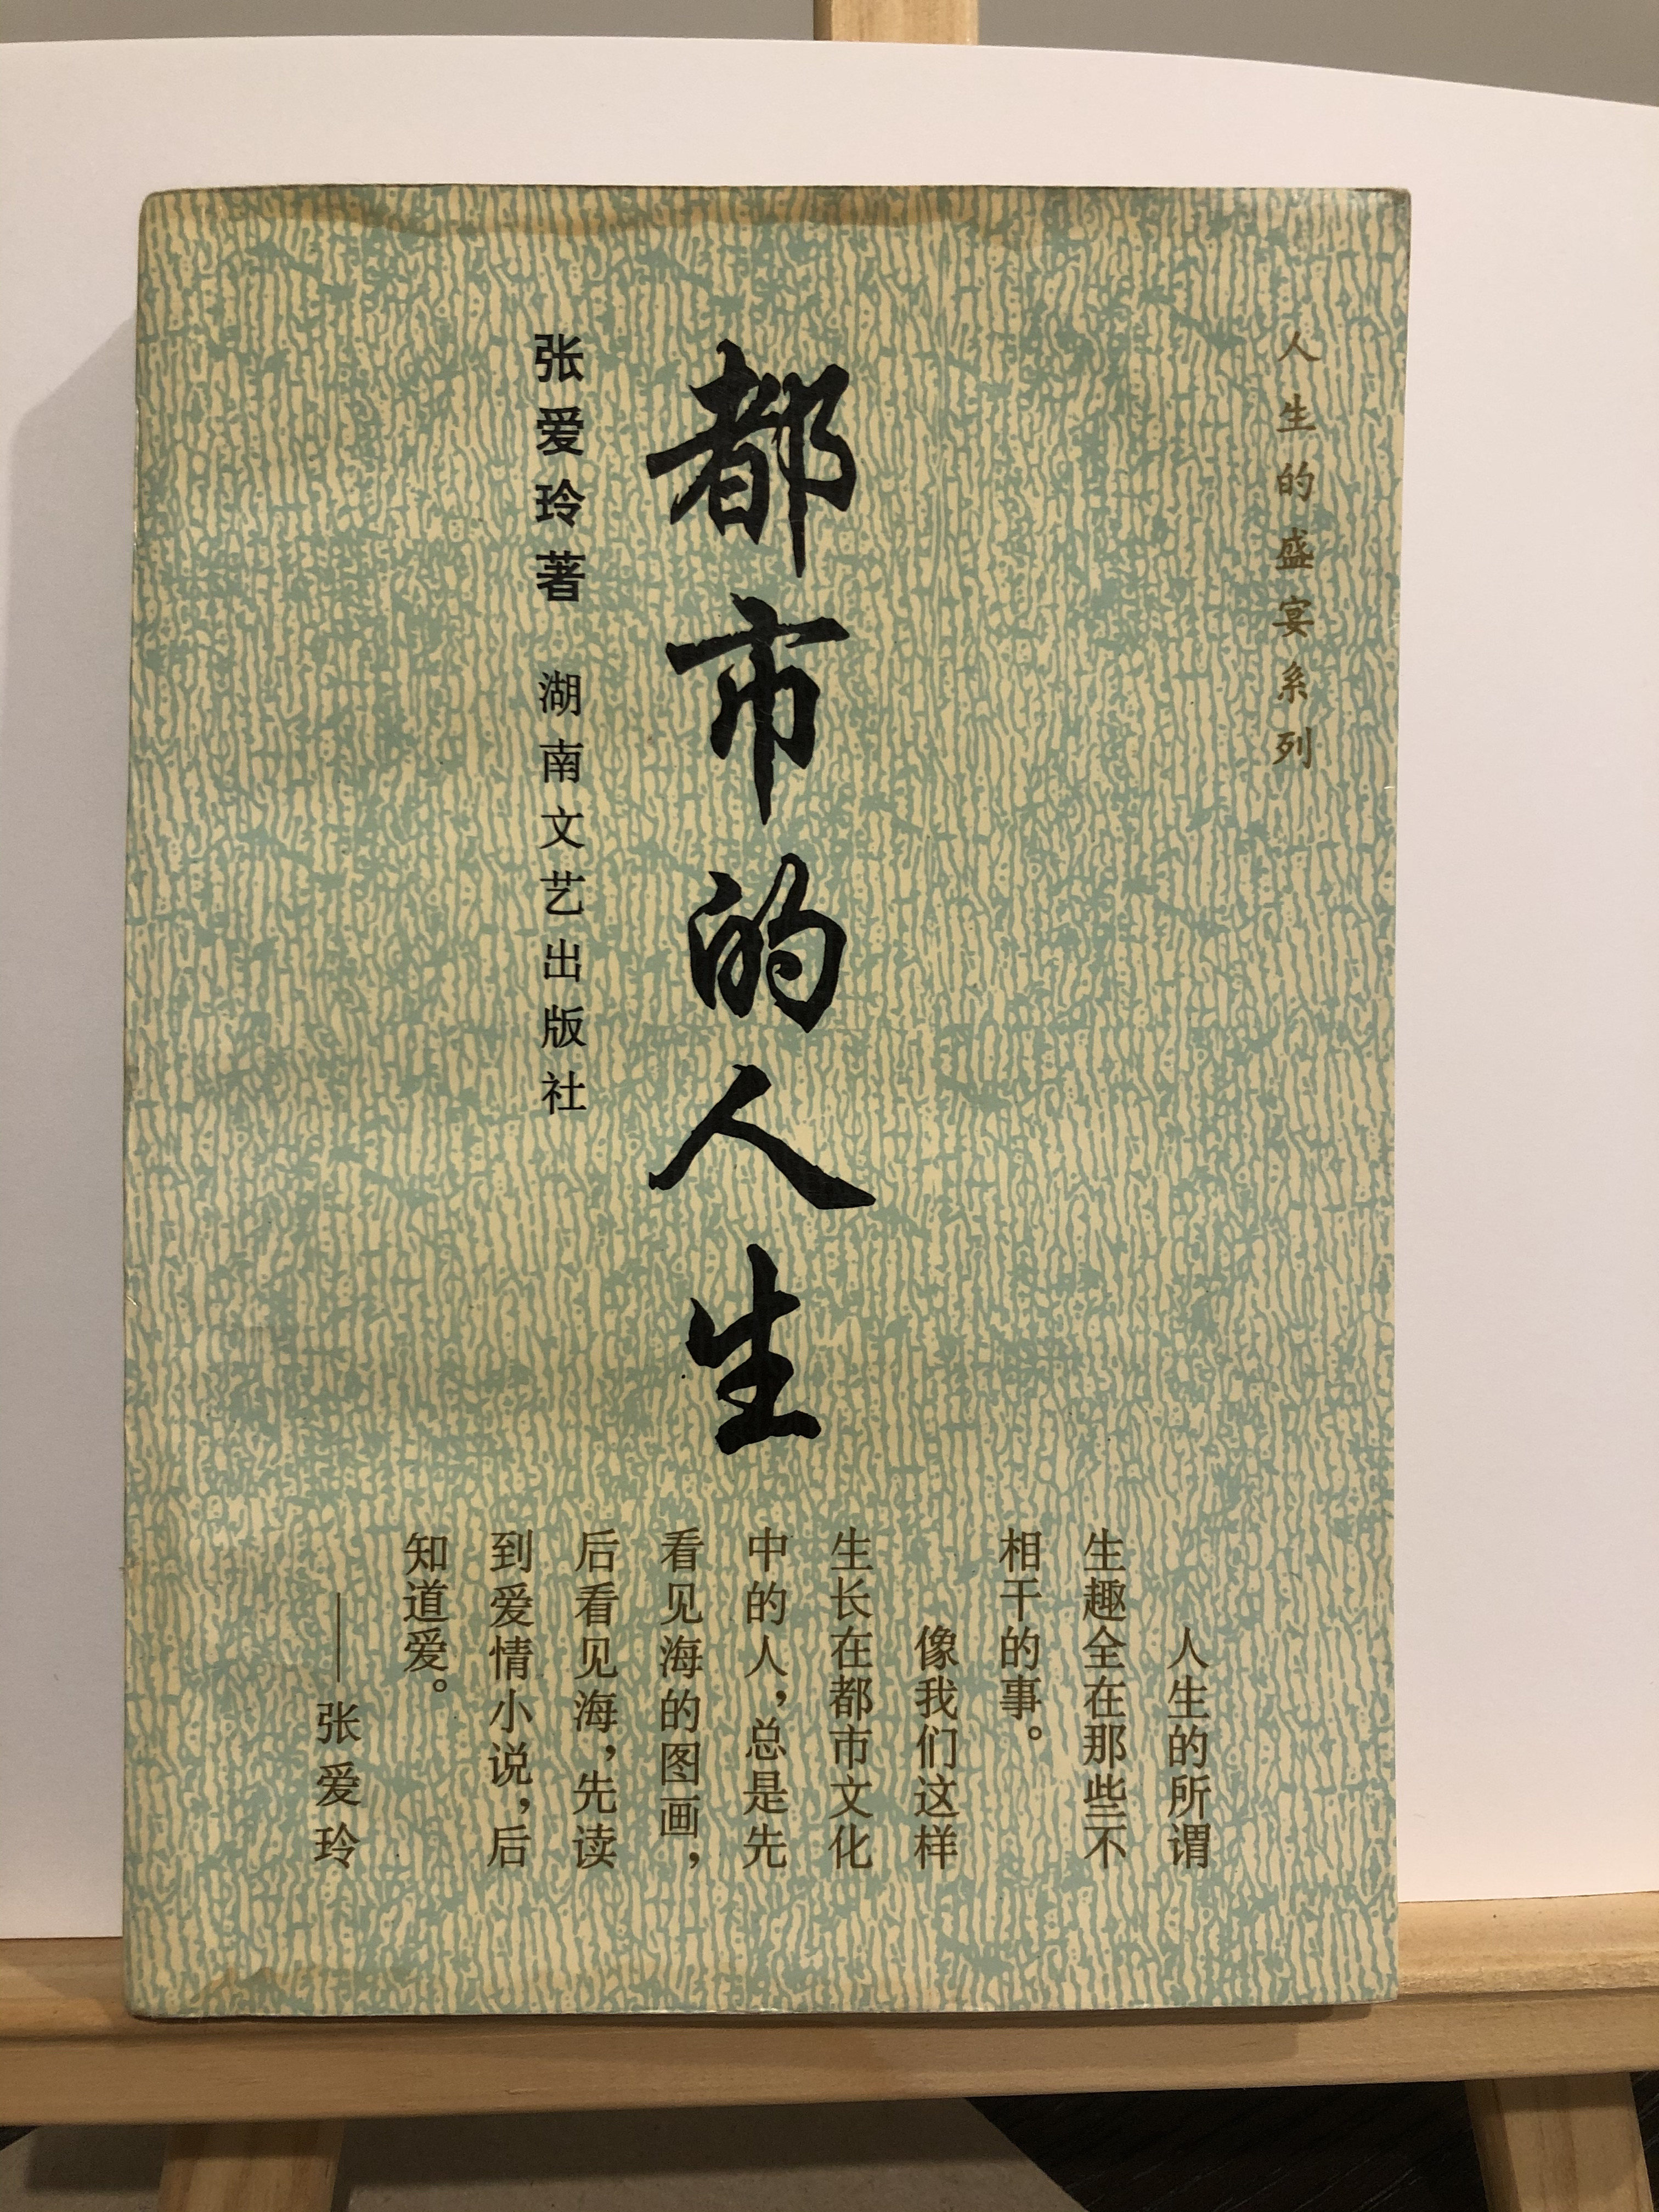 人生的盛宴系列
都市的人生
张爱玲著 湖南文艺出版社
人生的所谓
生趣全在那些不
相干的事。
像我们这样
生长在都市文化
中的人，总是先
看见海的图画，
后看见海，先读
到爱情小说，后
知道爱。
——张爱玲